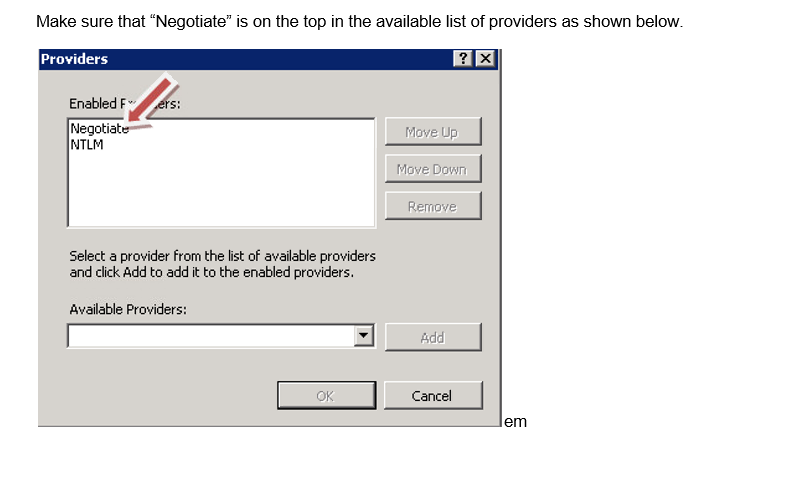 Make sure that “Negotiate” is on the top in the available list of providers as shown below.
Providers
Enabled
Negotiate
NTLM
Move Up
Move Down
Remove
Select a provider from the list of available providers
and click Add to add it to the enabled providers.
Available Providers:
Add
OK
Cancel
em